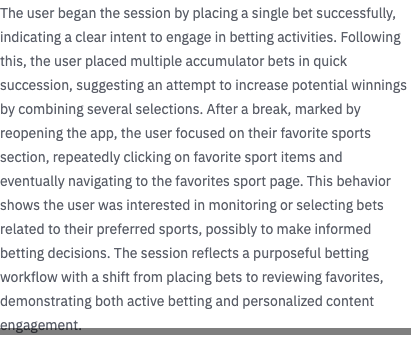 The user began the session by placing a single bet successfully,
indicating a clear intent to engage in betting activities. Following
this, the user placed multiple accumulator bets in quick
succession, suggesting an attempt to increase potential winnings
by combining several selections. After a break, marked by
reopening the app, the user focused on their favorite sports
section, repeatedly clicking on favorite sport items and
eventually navigating to the favorites sport page. This behavior
shows the user was interested in monitoring or selecting bets
related to their preferred sports, possibly to make informed
betting decisions. The session reflects a purposeful betting
workflow with a shift from placing bets to reviewing favorites,
demonstrating both active betting and personalized content
engagement.